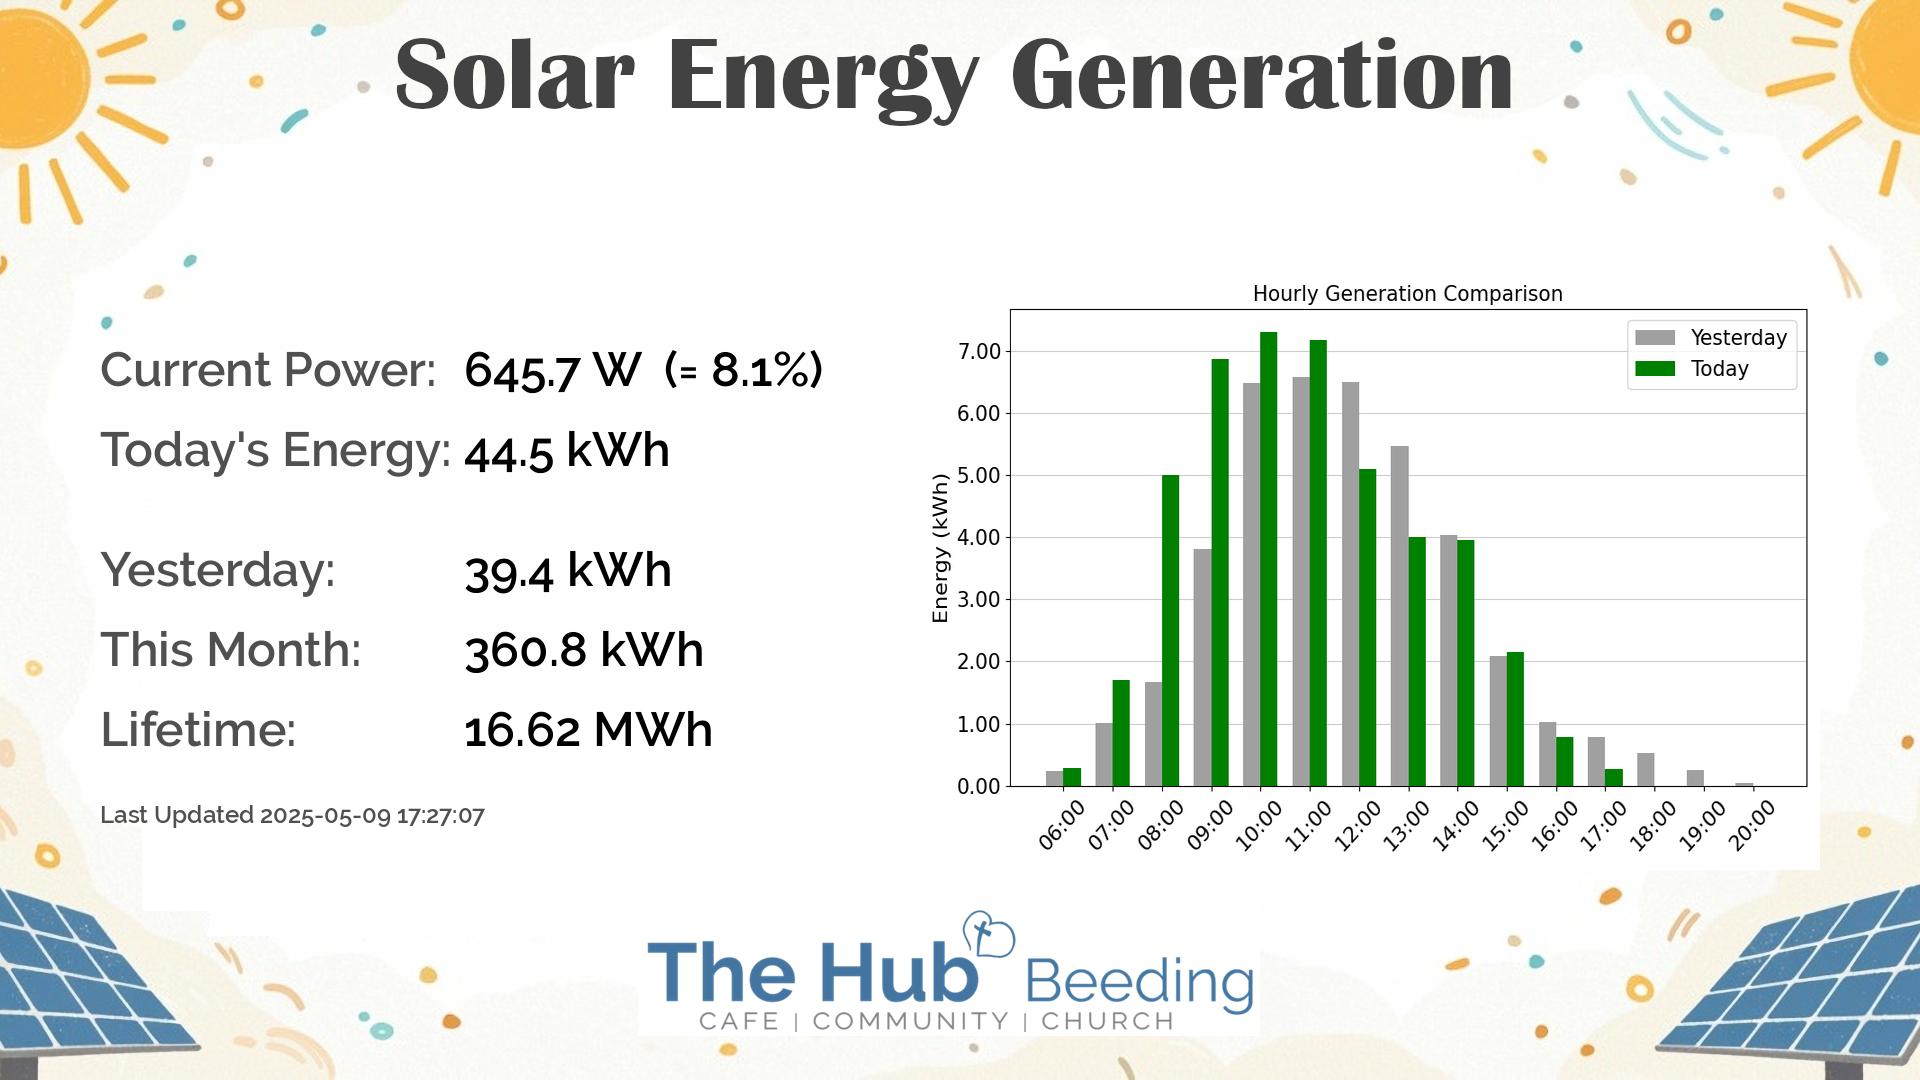 Solar Energy Generation
Current Power: 645.7 W (= 8.1%)
Today's Energy: 44.5 kWh
Yesterday: 39.4 kWh
This Month: 360.8 kWh
Lifetime: 16.62 MWh
Last Updated 2025-05-09 17:27:07
Hourly Generation Comparison
Yesterday
Today
Energy (kWh)
7.00
6.00
5.00
4.00
3.00
2.00
1.00
0.00
06:00 07:00 08:00 09:00 10:00 11:00 12:00 13:00 14:00 15:00 16:00 17:00 18:00 19:00 20:00
The Hub Beeding
CAFE | COMMUNITY | CHURCH